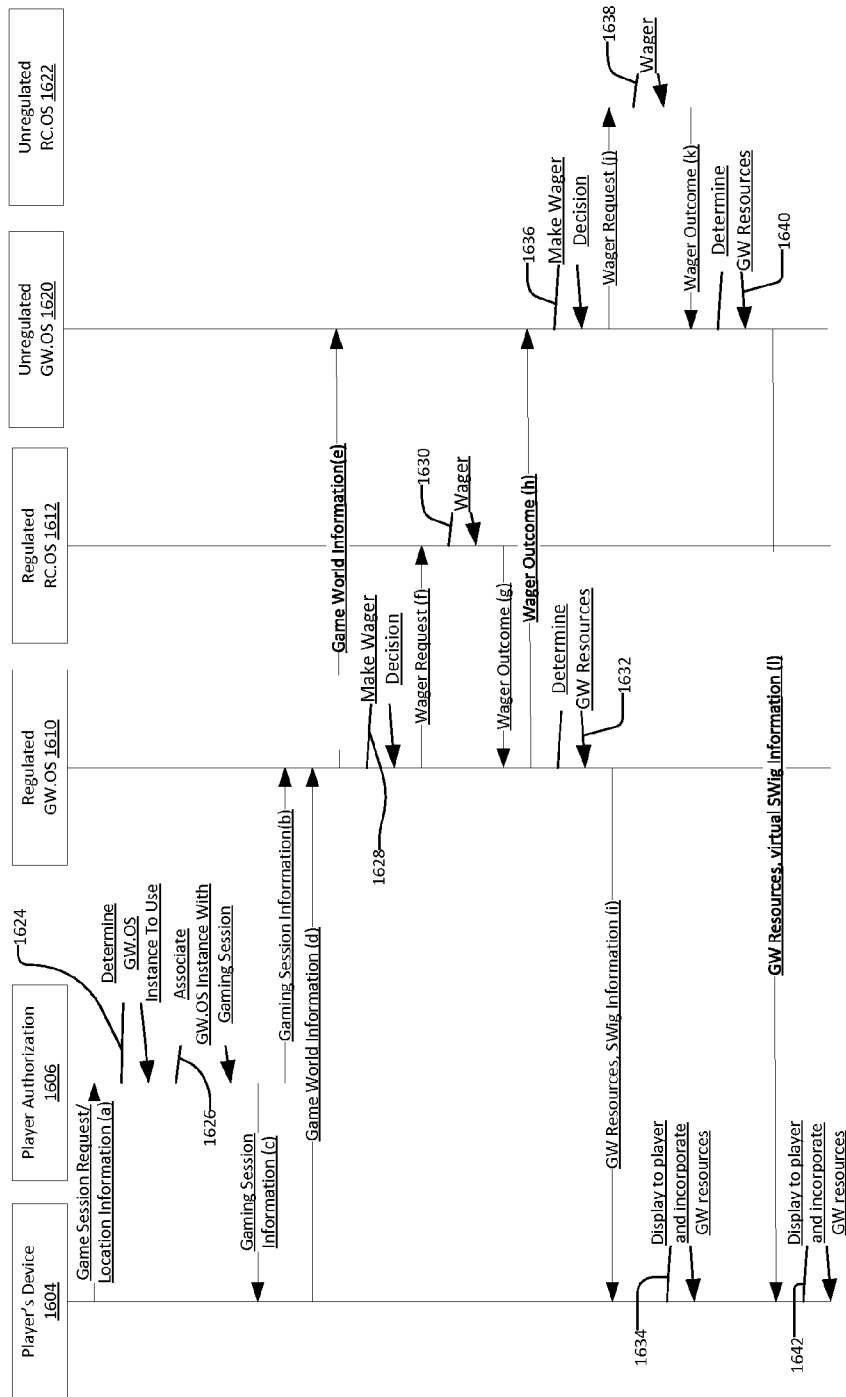 Player's Device
1604
Player Authorization
1606
Regulated
GW.OS 1610
Regulated
RC.OS 1612
Unregulated
GW.OS 1620
Unregulated
RC.OS 1622
Game Session Request/
Location Information (a)
1624
Determine
GW.OS
Instance To Use
Associate
GW.OS Instance With
Gaming Session
1626
Gaming Session
Information (c)
Gaming Session Information(b)
Game World Information (d)
Game World Information(e)
1628
Make Wager
Decision
Wager Request (f)
1630
Wager
Wager Outcome (g)
Wager Outcome (h)
Determine
GW Resources
1632
1636
Make Wager
Decision
Wager Request (j)
1638
Wager
GW Resources, SWig Information (i)
1634
Display to player
and incorporate
GW resources
Wager Outcome (k)
Determine
GW Resources
1640
GW Resources, virtual SWig Information (l)
1642
Display to player
and incorporate
GW resources